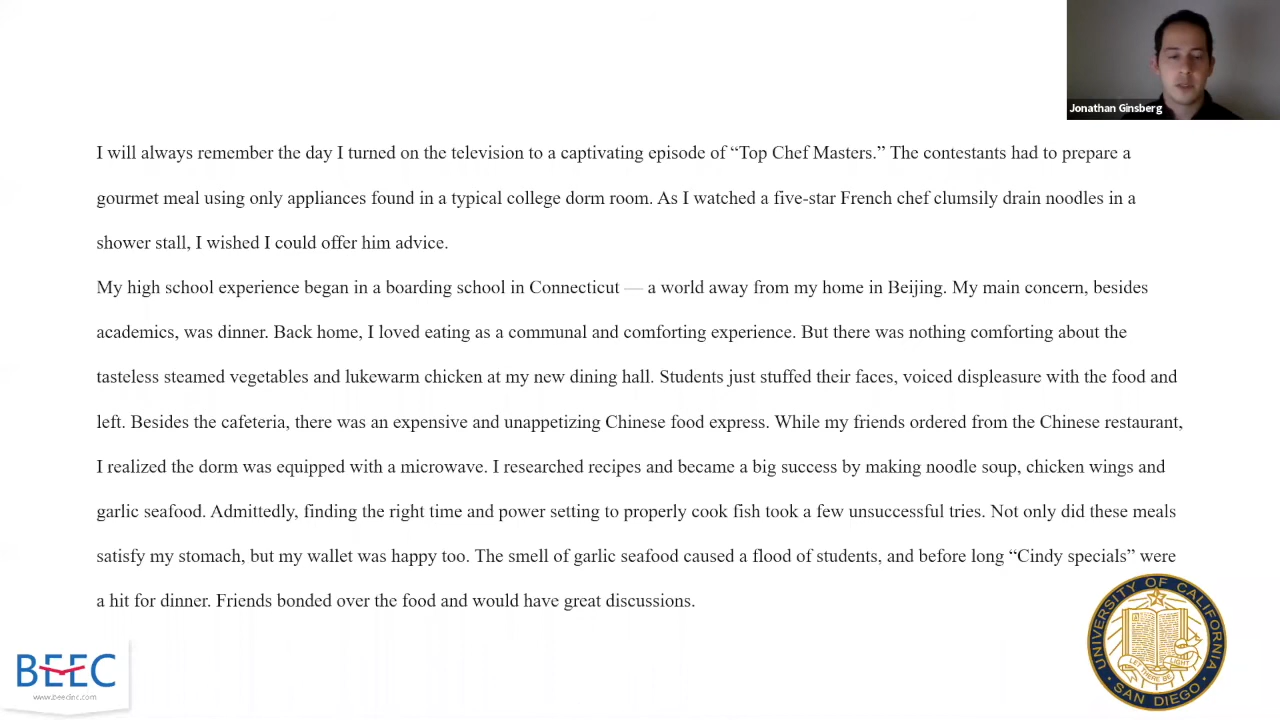 Jonathan Ginsberg
I will always remember the day I turned on the television to a captivating episode of “Top Chef Masters.” The contestants had to prepare a
gourmet meal using only appliances found in a typical college dorm room. As I watched a five-star French chef clumsily drain noodles in a
shower stall, I wished I could offer him advice.
My high school experience began in a boarding school in Connecticut — a world away from my home in Beijing. My main concern, besides
academics, was dinner. Back home, I loved eating as a communal and comforting experience. But there was nothing comforting about the
tasteless steamed vegetables and lukewarm chicken at my new dining hall. Students just stuffed their faces, voiced displeasure with the food and
left. Besides the cafeteria, there was an expensive and unappetizing Chinese food express. While my friends ordered from the Chinese restaurant,
I realized the dorm was equipped with a microwave. I researched recipes and became a big success by making noodle soup, chicken wings and
garlic seafood. Admittedly, finding the right time and power setting to properly cook fish took a few unsuccessful tries. Not only did these meals
satisfy my stomach, but my wallet was happy too. The smell of garlic seafood caused a flood of students, and before long “Cindy specials” were
a hit for dinner. Friends bonded over the food and would have great discussions.
UNIVERSITY OF CALIFORNIA
LET THERE BE LIGHT
SAN DIEGO
BEEC